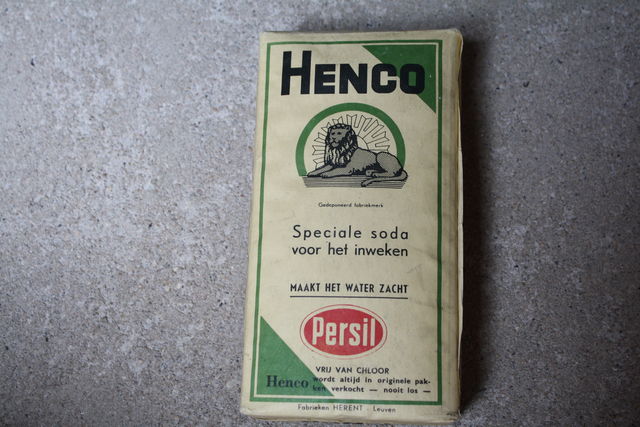 HENCO
Gedeponeerd fabriekmerk
Speciale soda
voor het inweken
MAAKT HET WATER ZACHT
Persil
VRIJ VAN CHLOOR
Henco wordt altijd in originele pak-
ken verkocht — nooit los —
Fabrieken HERENT - Leuven